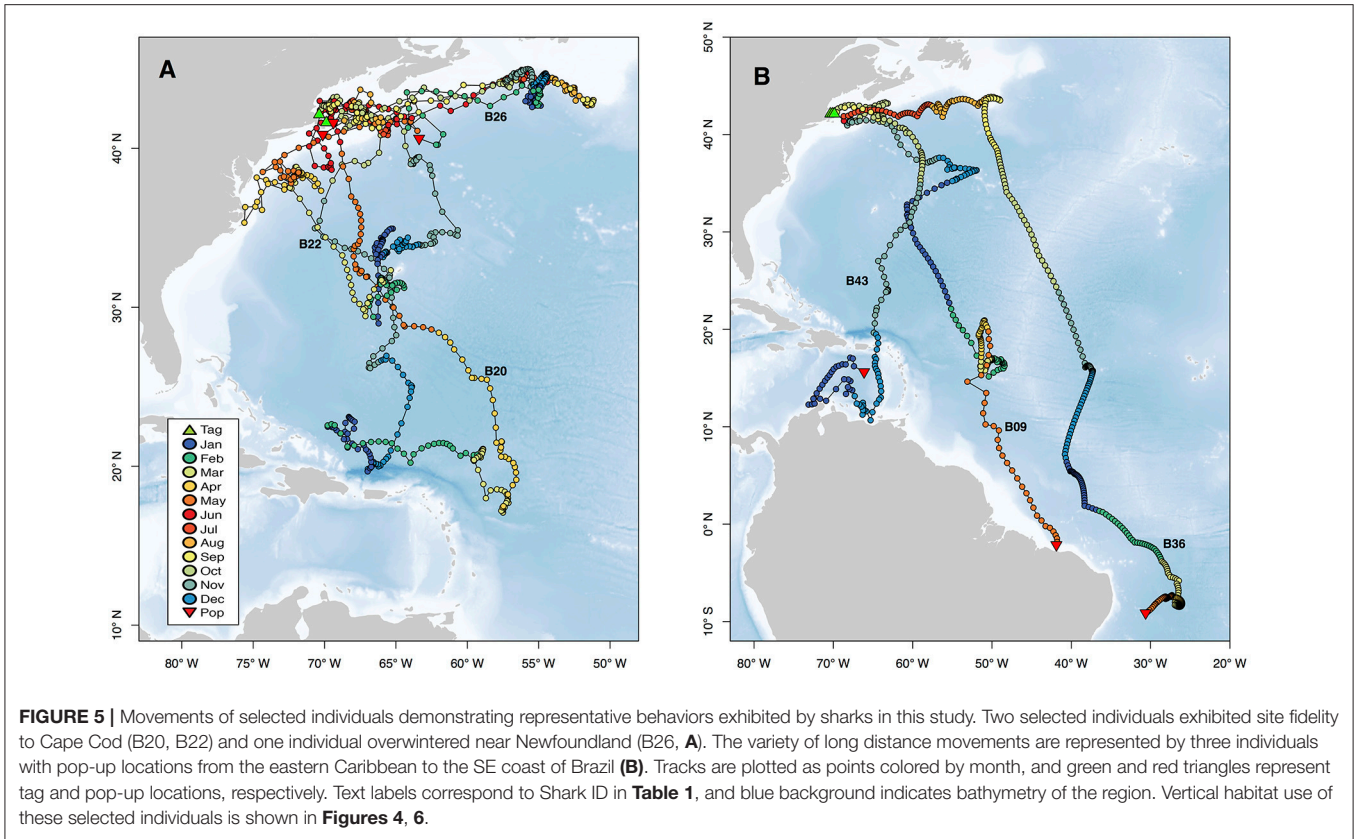 A
B26
B22
B20
Tag
Jan
Feb
Mar
Apr
May
Jun
Jul
Aug
Sep
Oct
Nov
Dec
Pop
40° N
30° N
20° N
10° N
80° W
75° W
70° W
65° W
60° W
55° W
50° W
B
B43
B09
B36
50° N
40° N
30° N
20° N
10° N
0° N
10° S
80° W
70° W
60° W
50° W
40° W
30° W
20° W
FIGURE 5 | Movements of selected individuals demonstrating representative behaviors exhibited by sharks in this study. Two selected individuals exhibited site fidelity
to Cape Cod (B20, B22) and one individual overwintered near Newfoundland (B26, A). The variety of long distance movements are represented by three individuals
with pop-up locations from the eastern Caribbean to the SE coast of Brazil (B). Tracks are plotted as points colored by month, and green and red triangles represent
tag and pop-up locations, respectively. Text labels correspond to Shark ID in Table 1, and blue background indicates bathymetry of the region. Vertical habitat use of
these selected individuals is shown in Figures 4, 6.